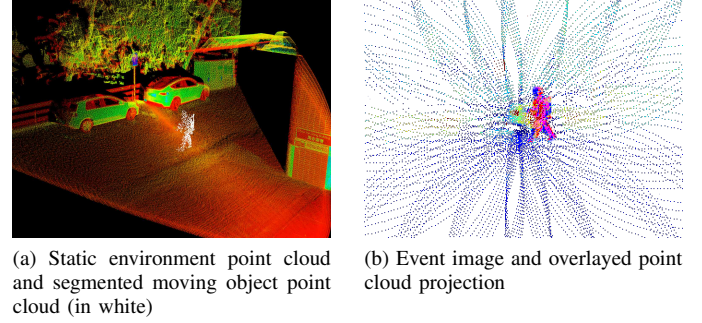 (a) Static environment point cloud
and segmented moving object point
cloud (in white)
(b) Event image and overlayed point
cloud projection